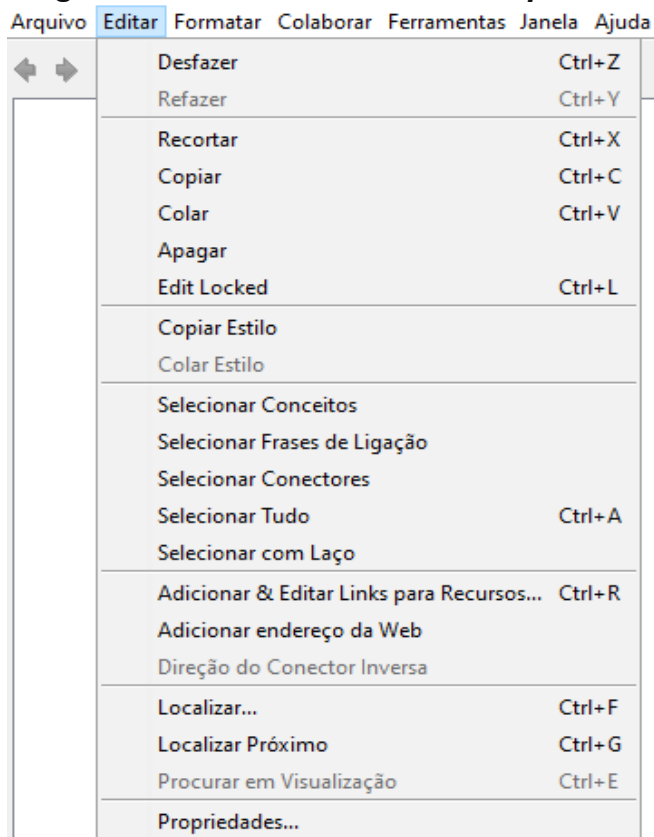 Arquivo Editar Formatar Colaborar Ferramentas Janela Ajuda
Desfazer Ctrl+Z
Refazer Ctrl+Y
Recortar Ctrl+X
Copiar Ctrl+C
Colar Ctrl+V
Apagar
Edit Locked Ctrl+L
Copiar Estilo
Colar Estilo
Selecionar Conceitos
Selecionar Frases de Ligação
Selecionar Conectores
Selecionar Tudo Ctrl+A
Selecionar com Laço
Adicionar & Editar Links para Recursos... Ctrl+R
Adicionar endereço da Web
Direção do Conector Inversa
Localizar... Ctrl+F
Localizar Próximo Ctrl+G
Procurar em Visualização Ctrl+E
Propriedades...